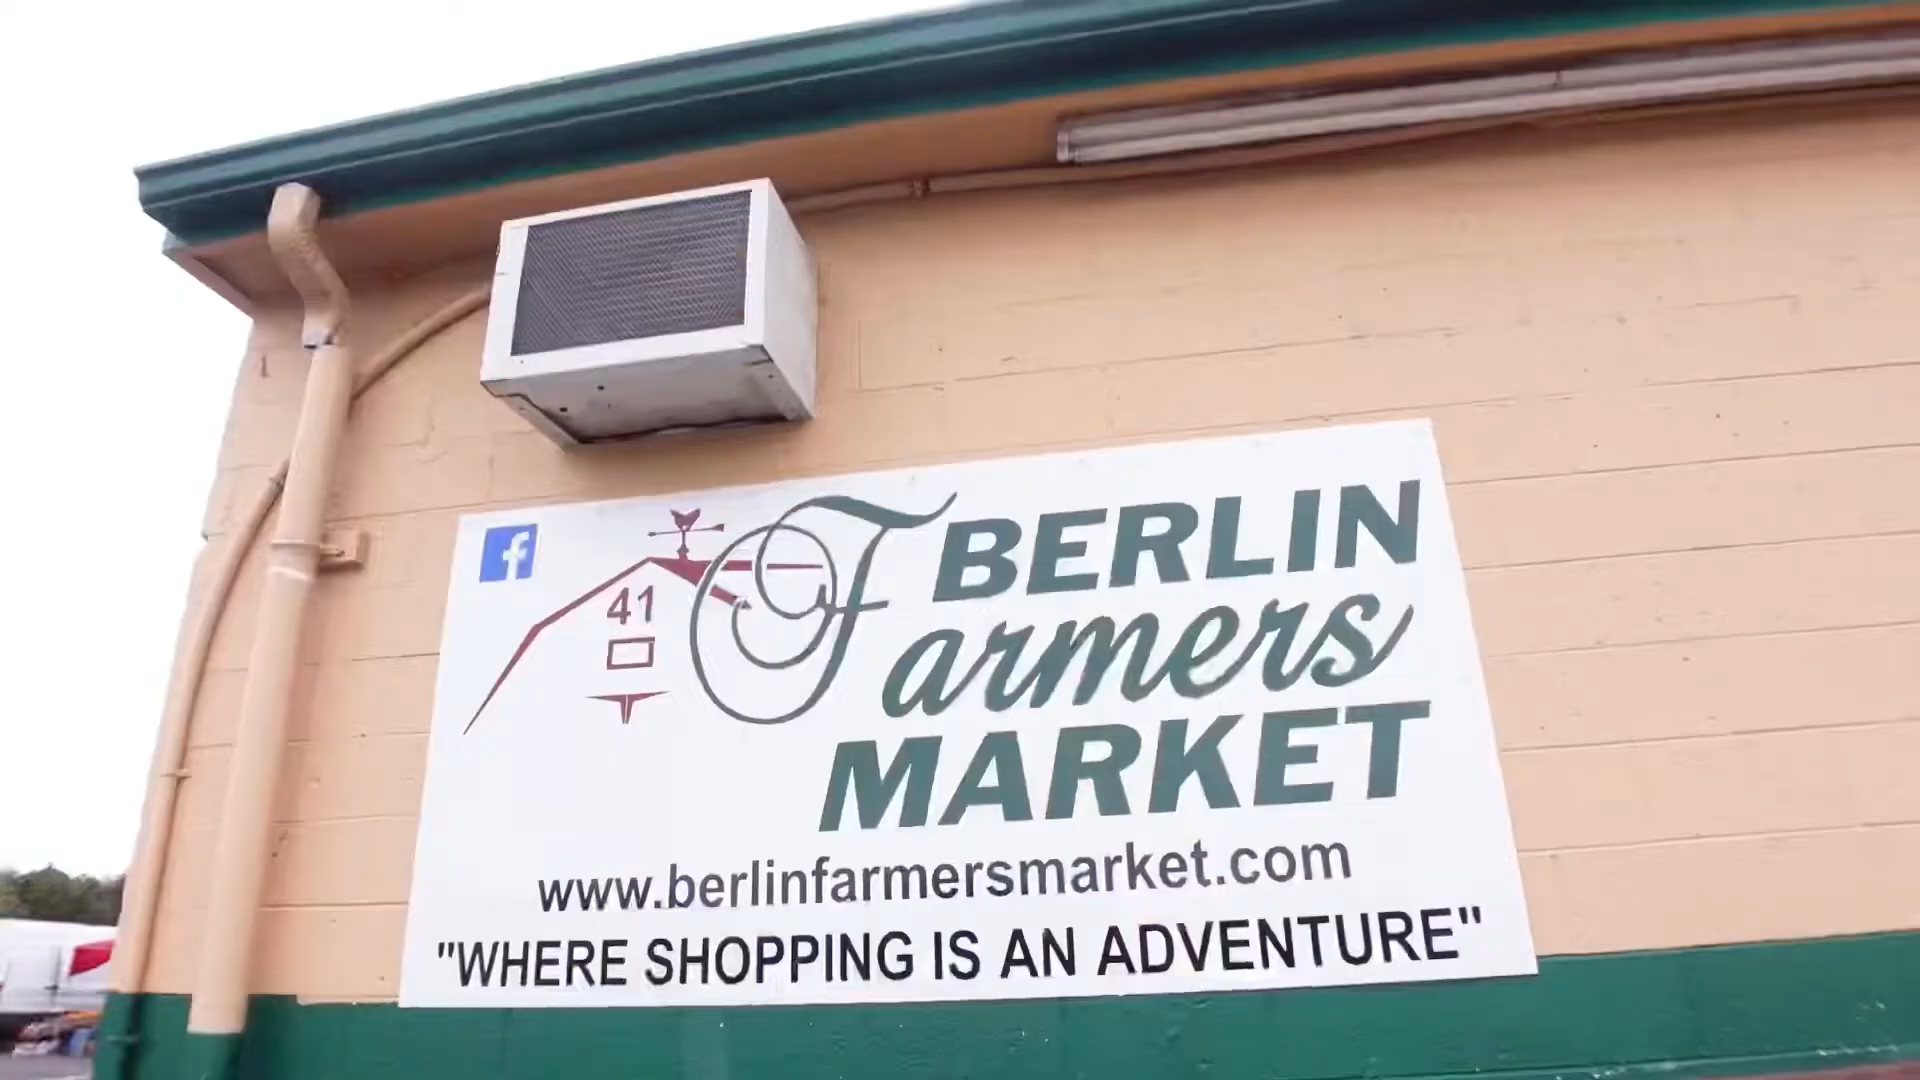 f
41
BERLIN
Farmers
MARKET
www.berlinfarmersmarket.com
"WHERE SHOPPING IS AN ADVENTURE"